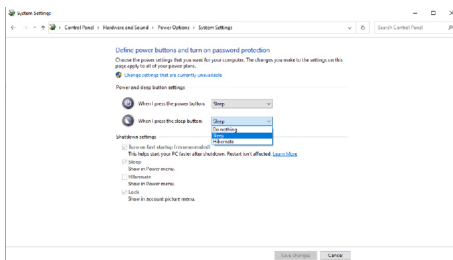 System Settings
Control Panel › Hardware and Sound › Power Options › System Settings
Search Control Panel
Define power buttons and turn on password protection
Choose the power settings that you want for your computer. The changes you make to the settings on this
page apply to all of your power plans.
Change settings that are currently unavailable
Power and sleep button settings
When I press the power button: Sleep
When I press the sleep button: Sleep
Do nothing
Sleep
Hibernate
Shutdown settings
Turn on fast startup (recommended)
This helps start your PC faster after shutdown. Restart isn't affected. Learn More
Sleep
Show in Power menu.
Hibernate
Show in Power menu.
Lock
Show in account picture menu.
Save changes Cancel